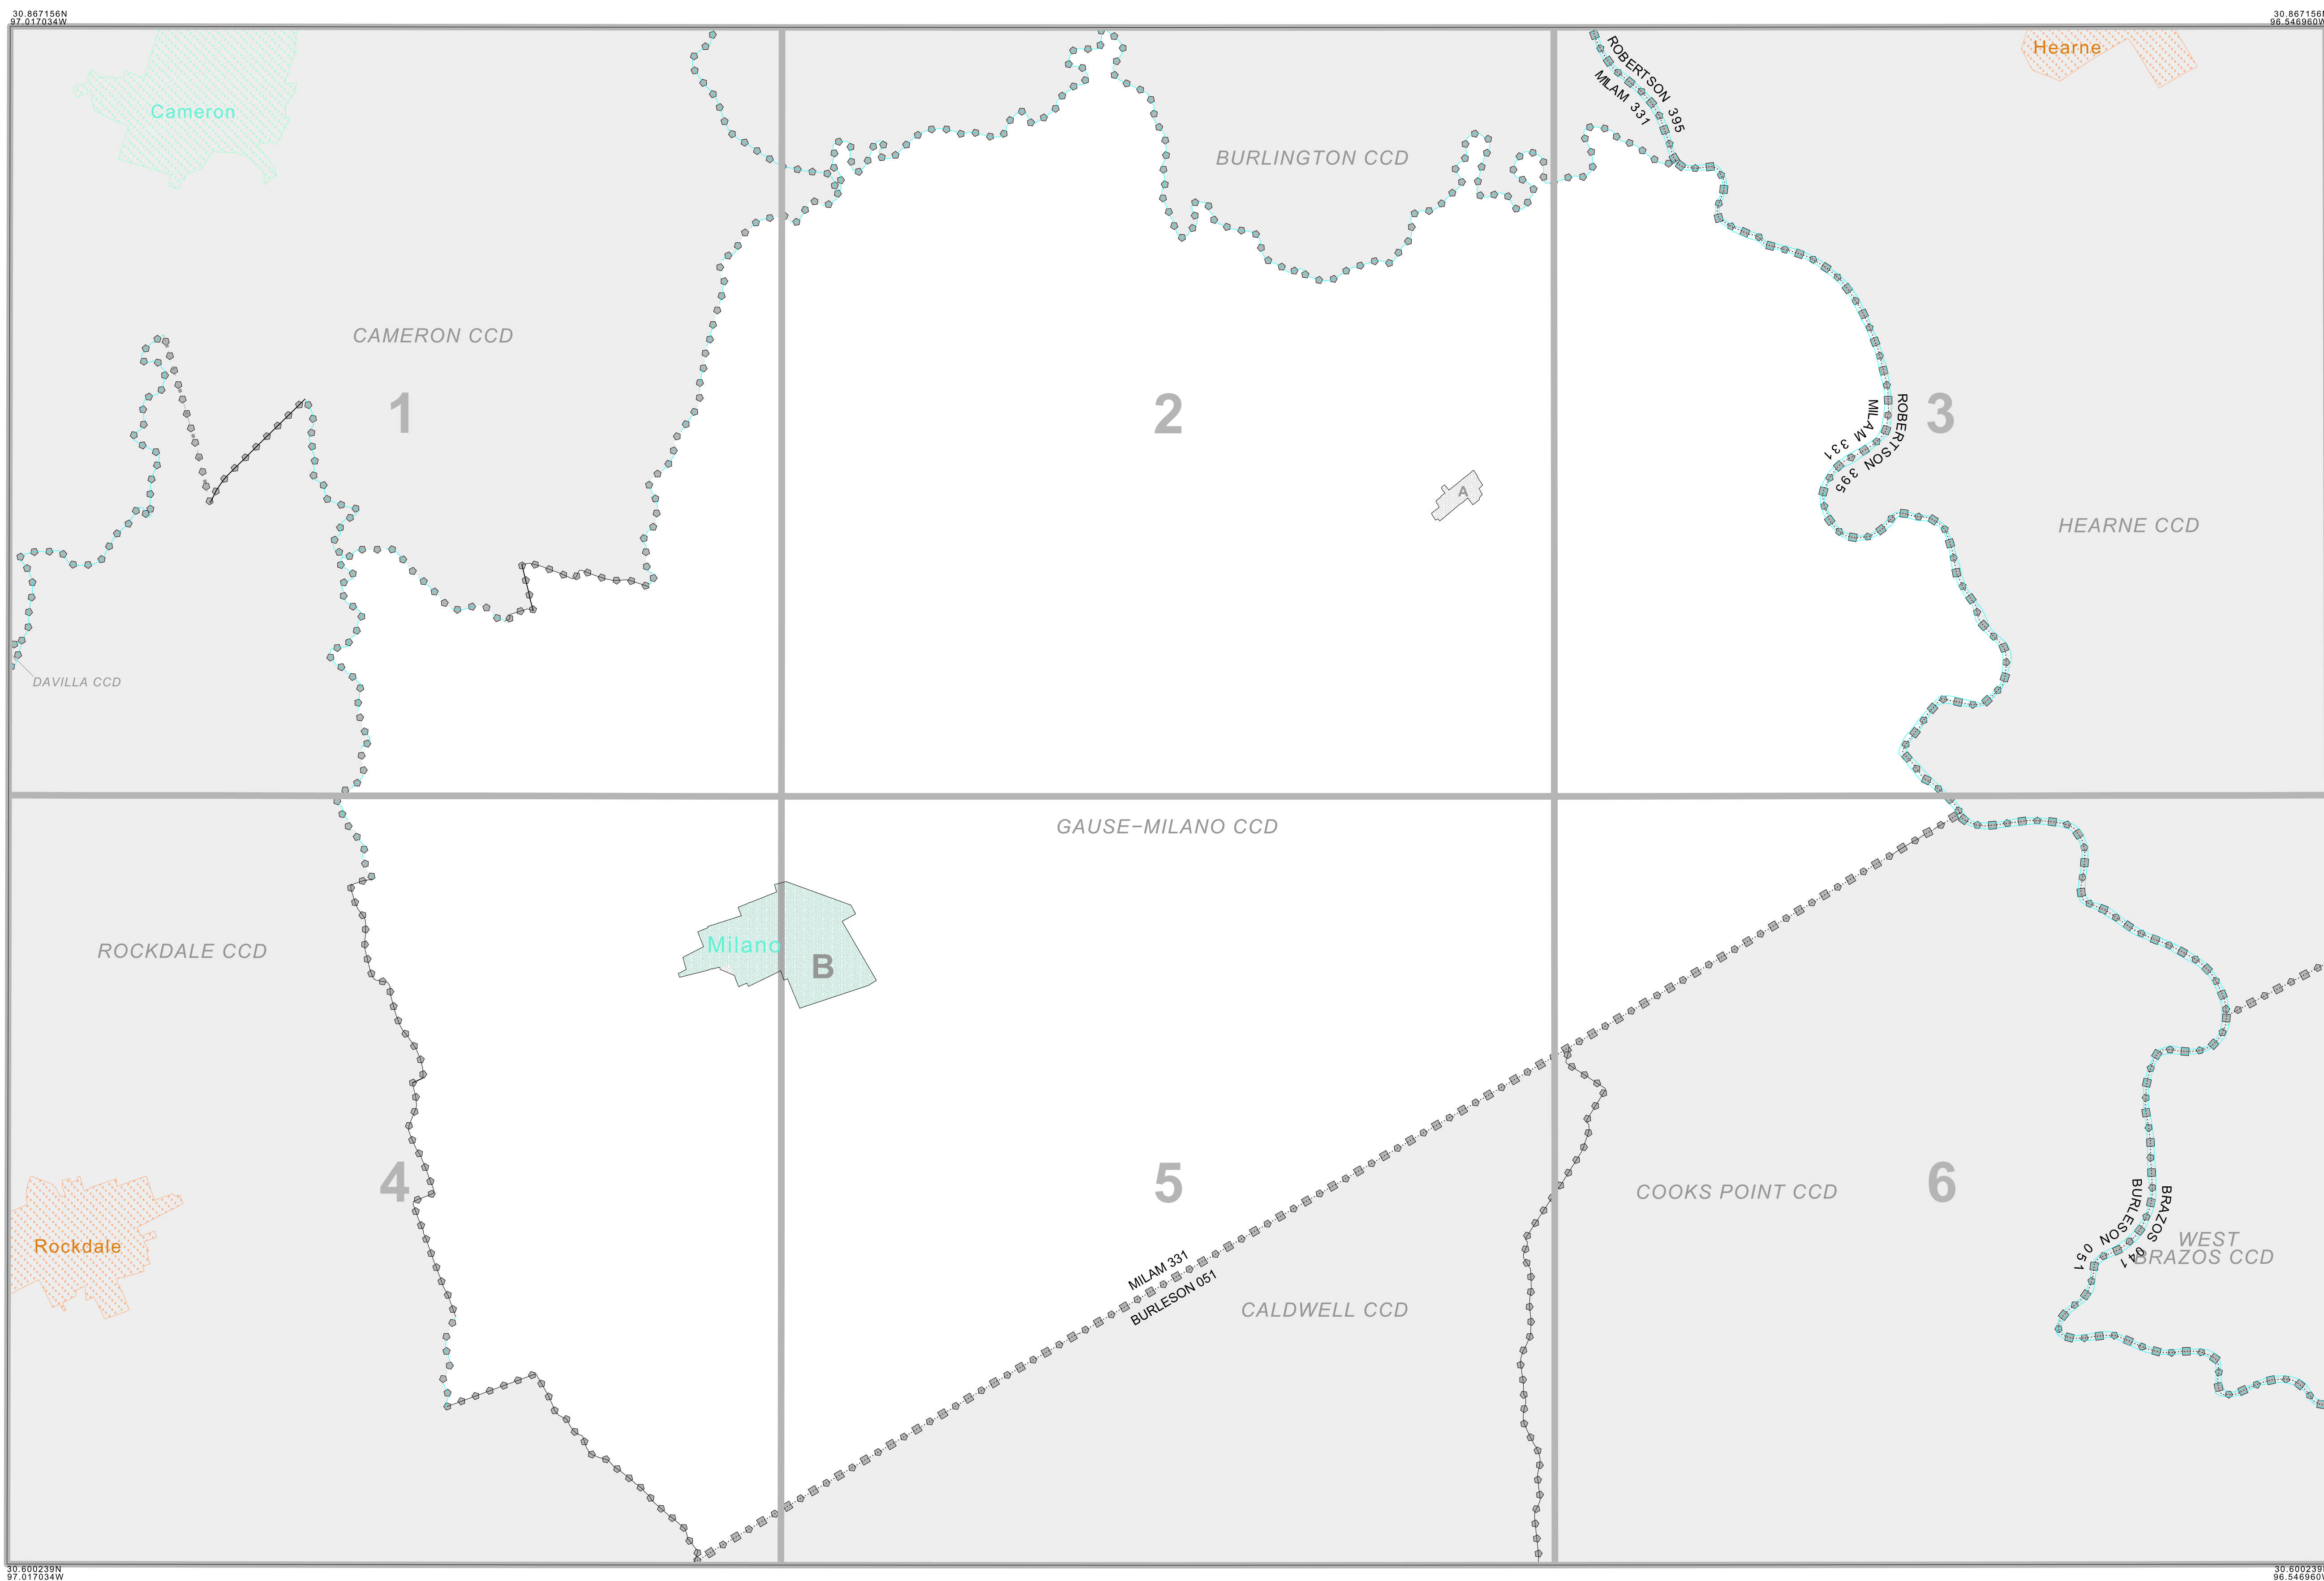 30.867156N
97.017034W
30.867156N
96.546960W
Hearne
ROBERTSON 395
MILAM 331
Cameron
BURLINGTON CCD
CAMERON CCD
1
2
3
ROBERTSON 395
MILAM 331
A
HEARNE CCD
DAVILLA CCD
GAUSE-MILANO CCD
Milano
B
ROCKDALE CCD
4
5
6
COOKS POINT CCD
BRAZOS 041
BURLESON 051
WEST
BRAZOS CCD
Rockdale
MILAM 331
BURLESON 051
CALDWELL CCD
30.600239N
97.017034W
30.600239N
96.546960W